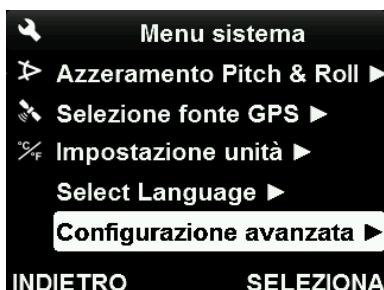 Menu sistema
Azzeramento Pitch & Roll ►
Selezione fonte GPS ►
°C/°F Impostazione unità ►
Select Language ►
Configurazione avanzata ►
INDIETRO SELEZIONA